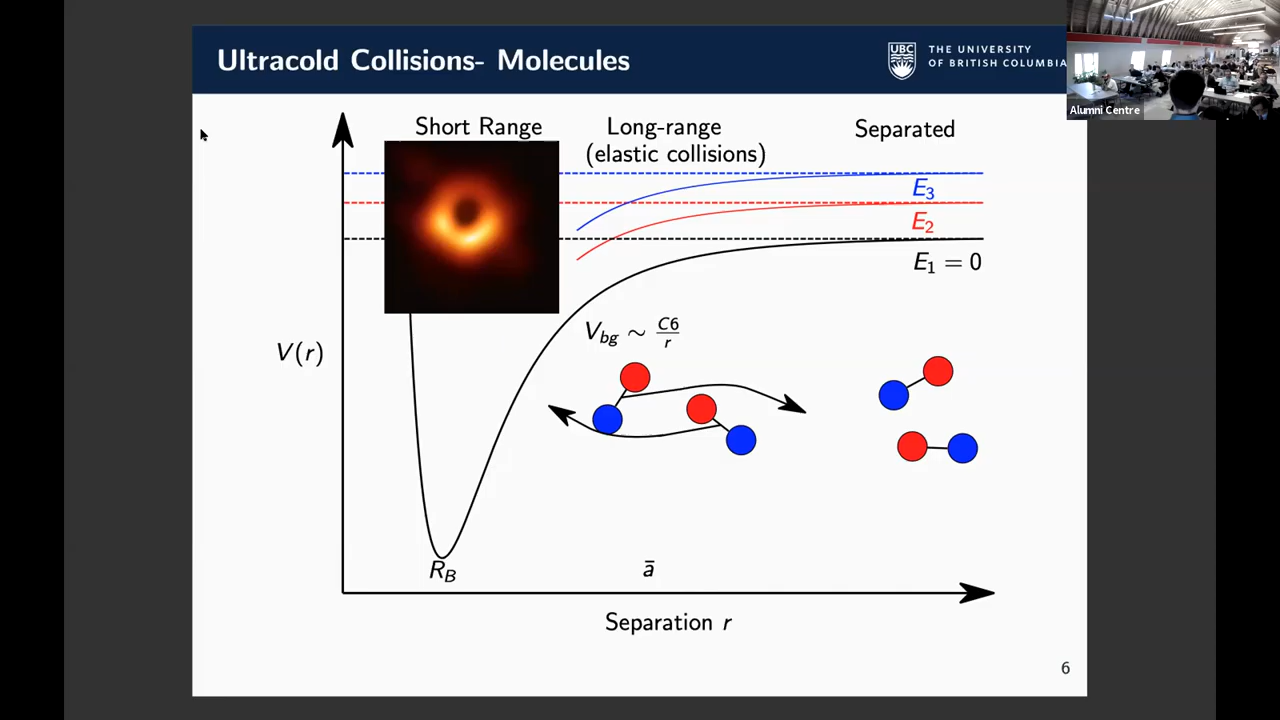 Ultracold Collisions- Molecules
UBC
THE UNIVERSITY
OF BRITISH COLUMBIA
Alumni Centre
Short Range
Long-range
(elastic collisions)
Separated
E₃
E₂
E₁ = 0
V_bg ∼ C6/r
V(r)
R_B
ā
Separation r
6